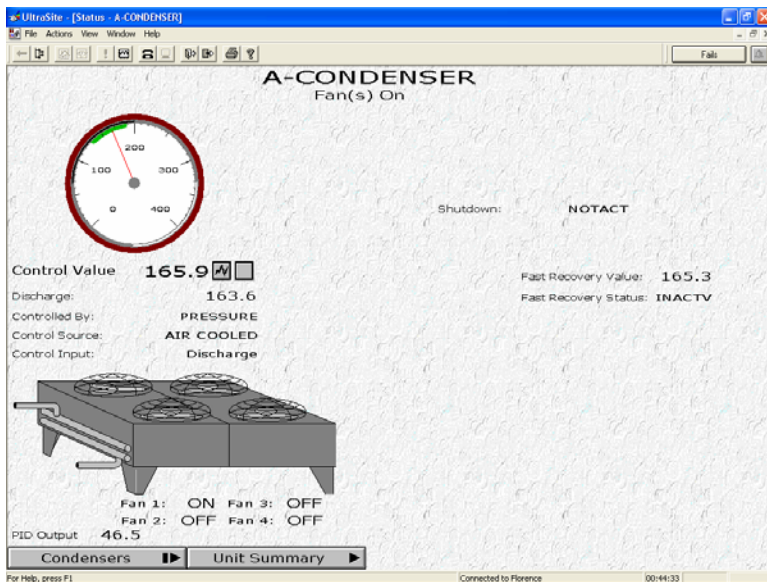 UltraSite - [Status - A-CONDENSER]
File Actions View Window Help
Fails
A-CONDENSER
Fan(s) On
200
100 300
0 400
Shutdown: NOTACT
Control Value 165.9
Fast Recovery Value: 165.3
Discharge: 163.6
Fast Recovery Status: INACTV
Controlled By: PRESSURE
Control Source: AIR COOLED
Control Input: Discharge
Fan 1: ON Fan 3: OFF
Fan 2: OFF Fan 4: OFF
PID Output 46.5
Condensers Unit Summary
For Help, press F1 Connected to Florence 00:44:33